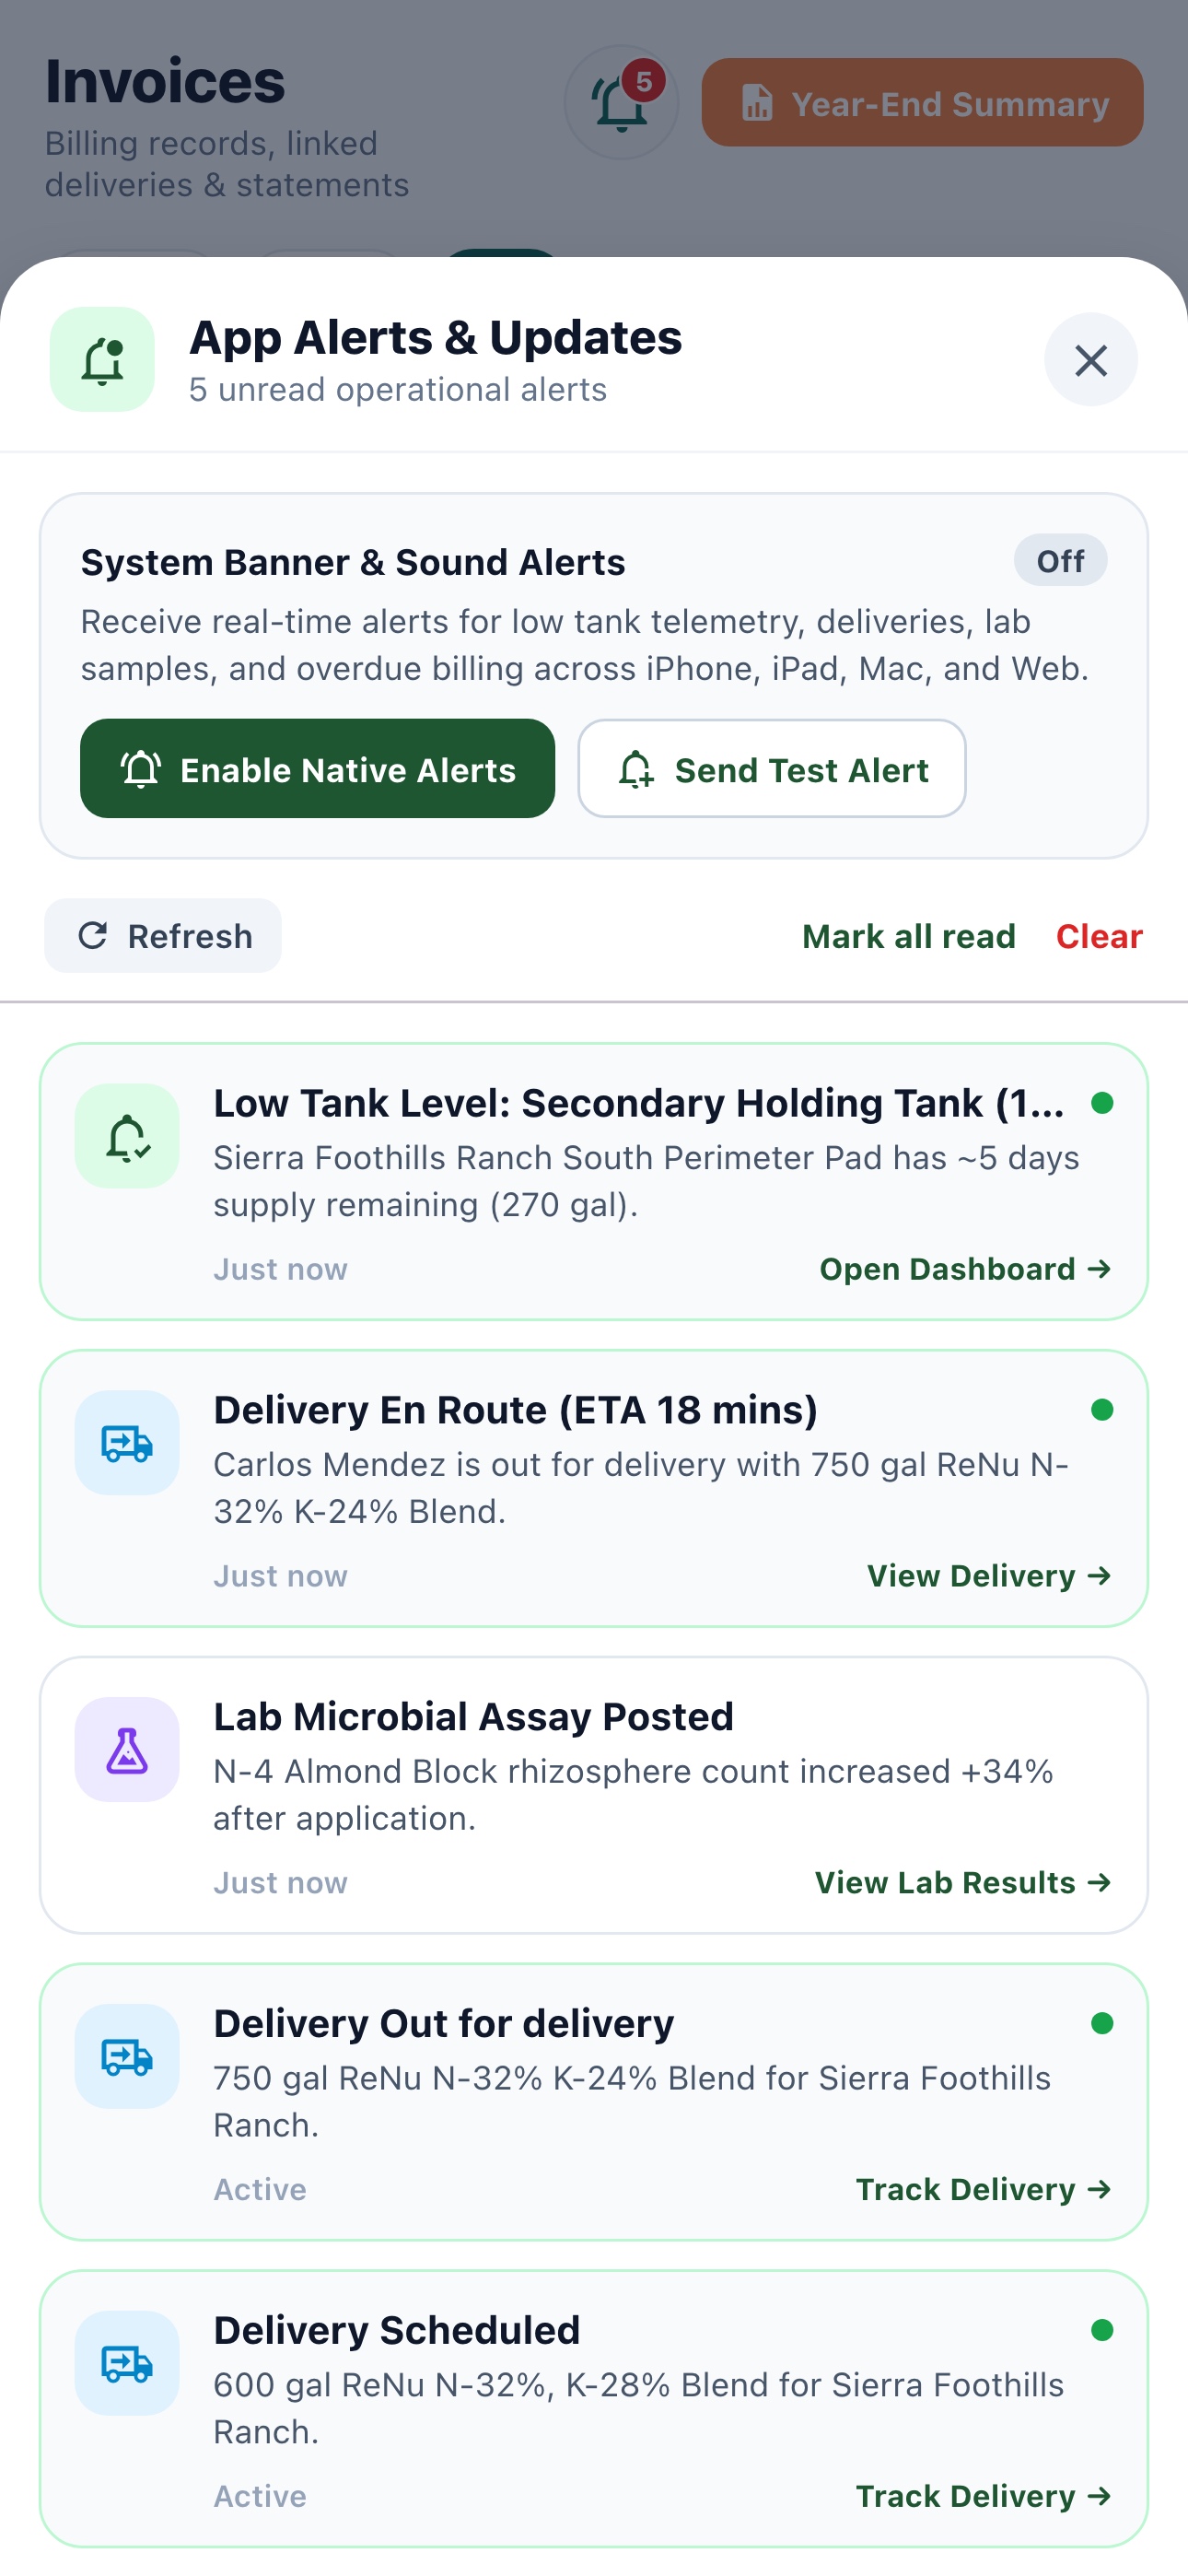 Invoices
Billing records, linked
deliveries & statements
5
Year-End Summary
App Alerts & Updates
5 unread operational alerts
System Banner & Sound Alerts
Off
Receive real-time alerts for low tank telemetry, deliveries, lab
samples, and overdue billing across iPhone, iPad, Mac, and Web.
Enable Native Alerts
Send Test Alert
Refresh
Mark all read
Clear
Low Tank Level: Secondary Holding Tank (1...
Sierra Foothills Ranch South Perimeter Pad has ~5 days
supply remaining (270 gal).
Just now
Open Dashboard →
Delivery En Route (ETA 18 mins)
Carlos Mendez is out for delivery with 750 gal ReNu N-
32% K-24% Blend.
Just now
View Delivery →
Lab Microbial Assay Posted
N-4 Almond Block rhizosphere count increased +34%
after application.
Just now
View Lab Results →
Delivery Out for delivery
750 gal ReNu N-32% K-24% Blend for Sierra Foothills
Ranch.
Active
Track Delivery →
Delivery Scheduled
600 gal ReNu N-32%, K-28% Blend for Sierra Foothills
Ranch.
Active
Track Delivery →